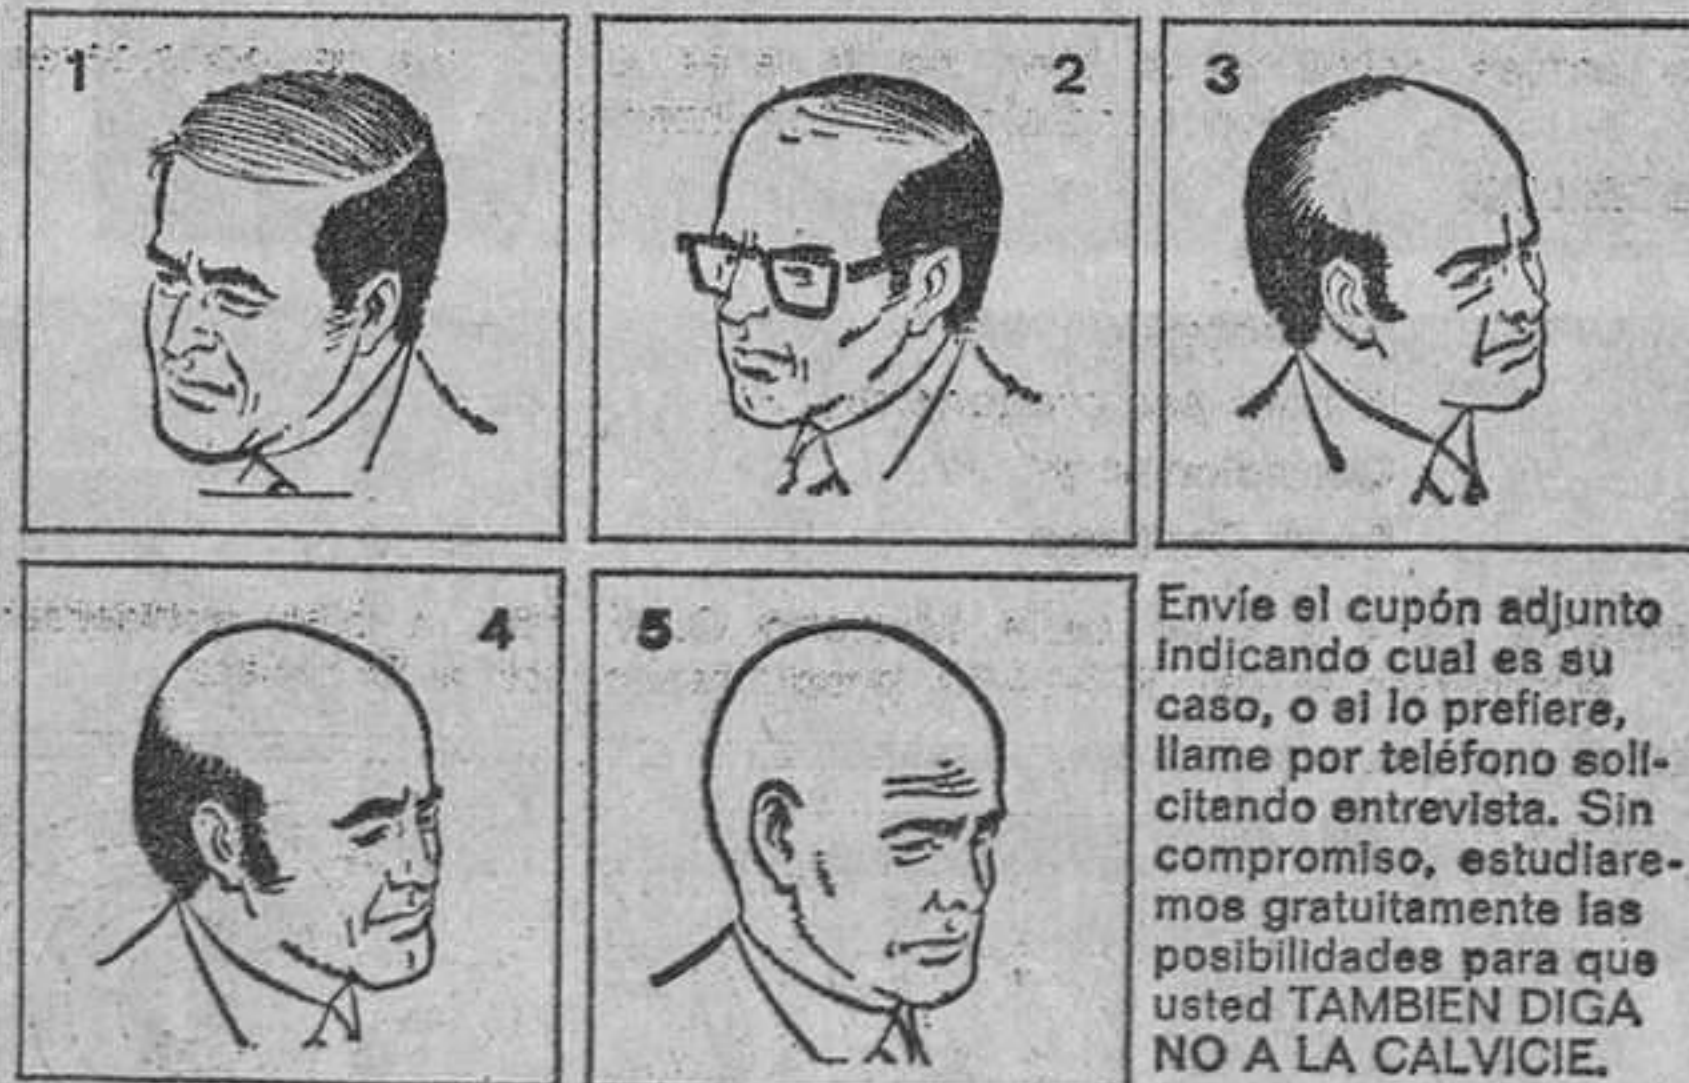 1
2
3
4
5
Envíe el cupón adjunto
indicando cual es su
caso, o si lo prefiere,
llame por teléfono soli-
citando entrevista. Sin
compromiso, estudiare-
mos gratuitamente las
posibilidades para que
usted TAMBIEN DIGA
NO A LA CALVICIE.